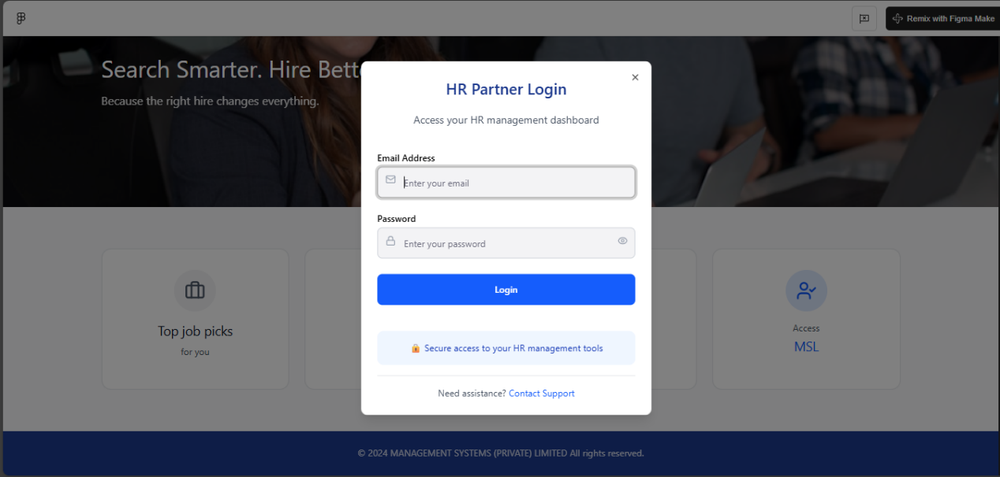 Remix with Figma Make
Search Smarter. Hire Bett
Because the right hire changes everything.
HR Partner Login
Access your HR management dashboard
Email Address
Enter your email
Password
Enter your password
Login
Secure access to your HR management tools
Need assistance? Contact Support
Top job picks
for you
Access
MSL
© 2024 MANAGEMENT SYSTEMS (PRIVATE) LIMITED All rights reserved.